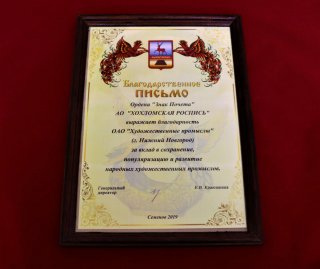 Благодарственное
ПИСЬМО
Ордена "Знак Почета"
АО "ХОХЛОМСКАЯ РОСПИСЬ"
выражает благодарность
ОАО "Художественные промыслы"
(г. Нижний Новгород)
за вклад в сохранение,
популяризацию и развитие
народных художественных промыслов.
Генеральный
директор
Е.Н. Краюшкина
Семенов 2019